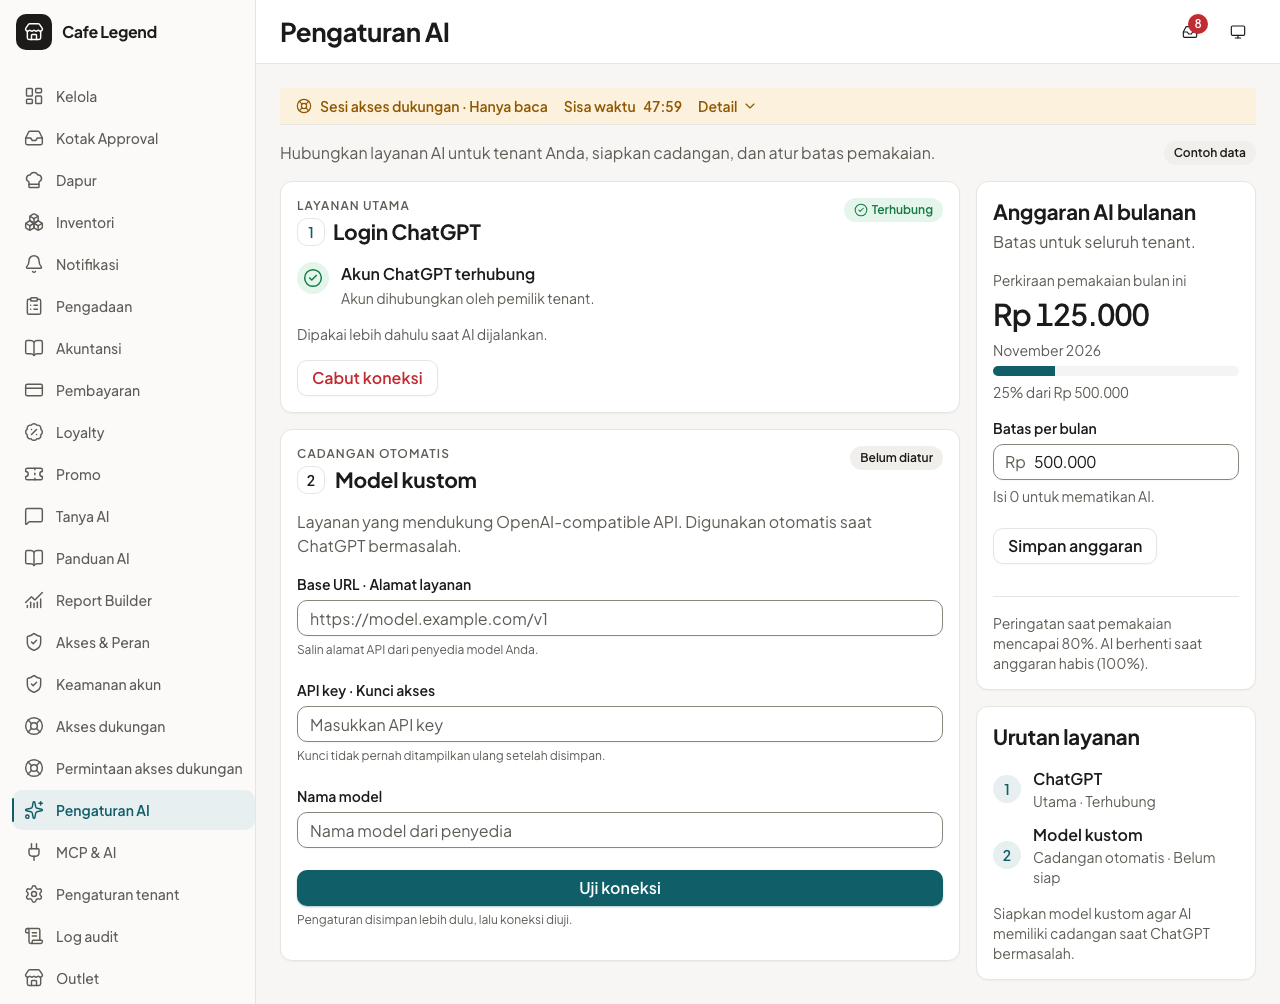 Cafe Legend
Kelola
Kotak Approval
Dapur
Inventori
Notifikasi
Pengadaan
Akuntansi
Pembayaran
Loyalty
Promo
Tanya AI
Panduan AI
Report Builder
Akses & Peran
Keamanan akun
Akses dukungan
Permintaan akses dukungan
Pengaturan AI
MCP & AI
Pengaturan tenant
Log audit
Outlet
Pengaturan AI
8
Sesi akses dukungan · Hanya baca Sisa waktu 47:59 Detail
Hubungkan layanan AI untuk tenant Anda, siapkan cadangan, dan atur batas pemakaian.
Contoh data
LAYANAN UTAMA
Terhubung
1 Login ChatGPT
Akun ChatGPT terhubung
Akun dihubungkan oleh pemilik tenant.
Dipakai lebih dahulu saat AI dijalankan.
Cabut koneksi
CADANGAN OTOMATIS
Belum diatur
2 Model kustom
Layanan yang mendukung OpenAI-compatible API. Digunakan otomatis saat
ChatGPT bermasalah.
Base URL · Alamat layanan
https://model.example.com/v1
Salin alamat API dari penyedia model Anda.
API key · Kunci akses
Masukkan API key
Kunci tidak pernah ditampilkan ulang setelah disimpan.
Nama model
Nama model dari penyedia
Uji koneksi
Pengaturan disimpan lebih dulu, lalu koneksi diuji.
Anggaran AI bulanan
Batas untuk seluruh tenant.
Perkiraan pemakaian bulan ini
Rp 125.000
November 2026
25% dari Rp 500.000
Batas per bulan
Rp 500.000
Isi 0 untuk mematikan AI.
Simpan anggaran
Peringatan saat pemakaian
mencapai 80%. AI berhenti saat
anggaran habis (100%).
Urutan layanan
1 ChatGPT
Utama · Terhubung
2 Model kustom
Cadangan otomatis · Belum
siap
Siapkan model kustom agar AI
memiliki cadangan saat ChatGPT
bermasalah.